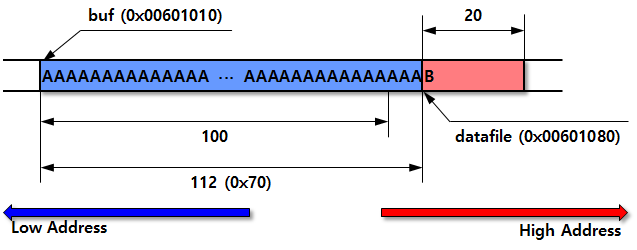 buf (0x00601010)
20
AAAAAAAAAAAAAA ... AAAAAAAAAAAAAAAB
100
datafile (0x00601080)
112 (0x70)
Low Address
High Address